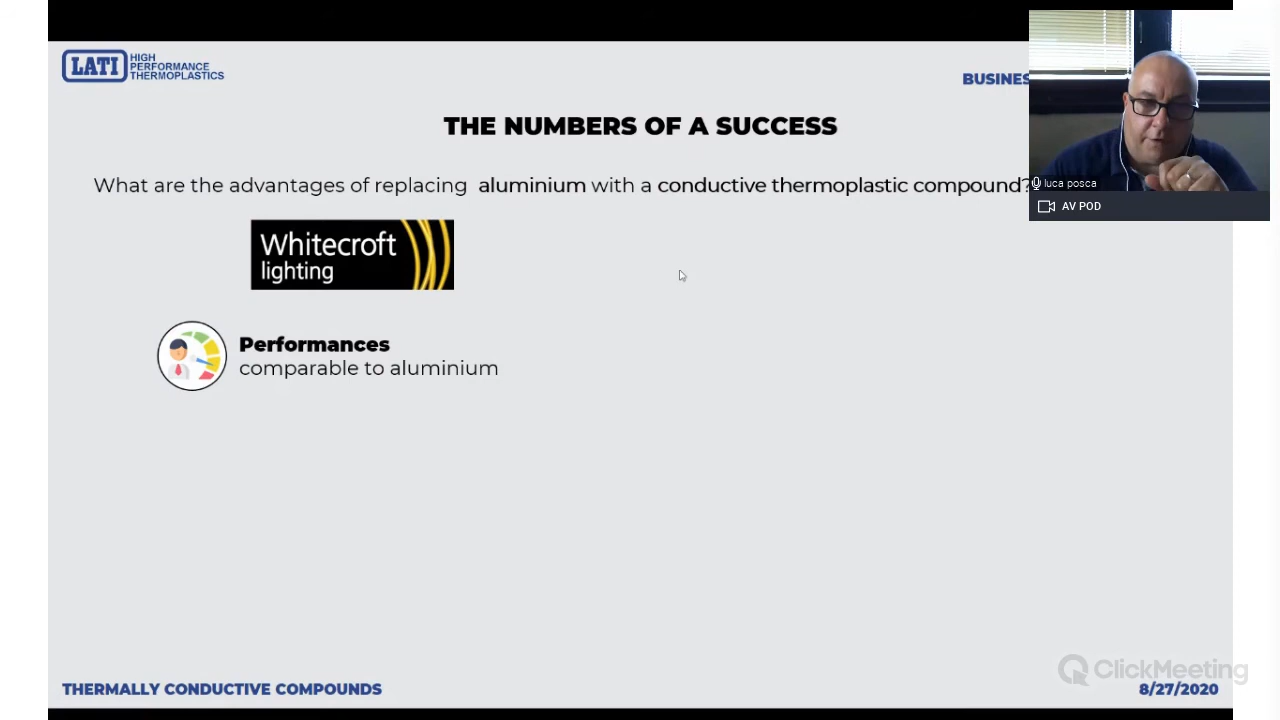 LATI
HIGH
PERFORMANCE
THERMOPLASTICS
BUSINES
THE NUMBERS OF A SUCCESS
What are the advantages of replacing aluminium with a conductive thermoplastic compound?
luca posca
AV POD
Whitecroft
lighting
Performances
comparable to aluminium
ClickMeeting
THERMALLY CONDUCTIVE COMPOUNDS
8/27/2020